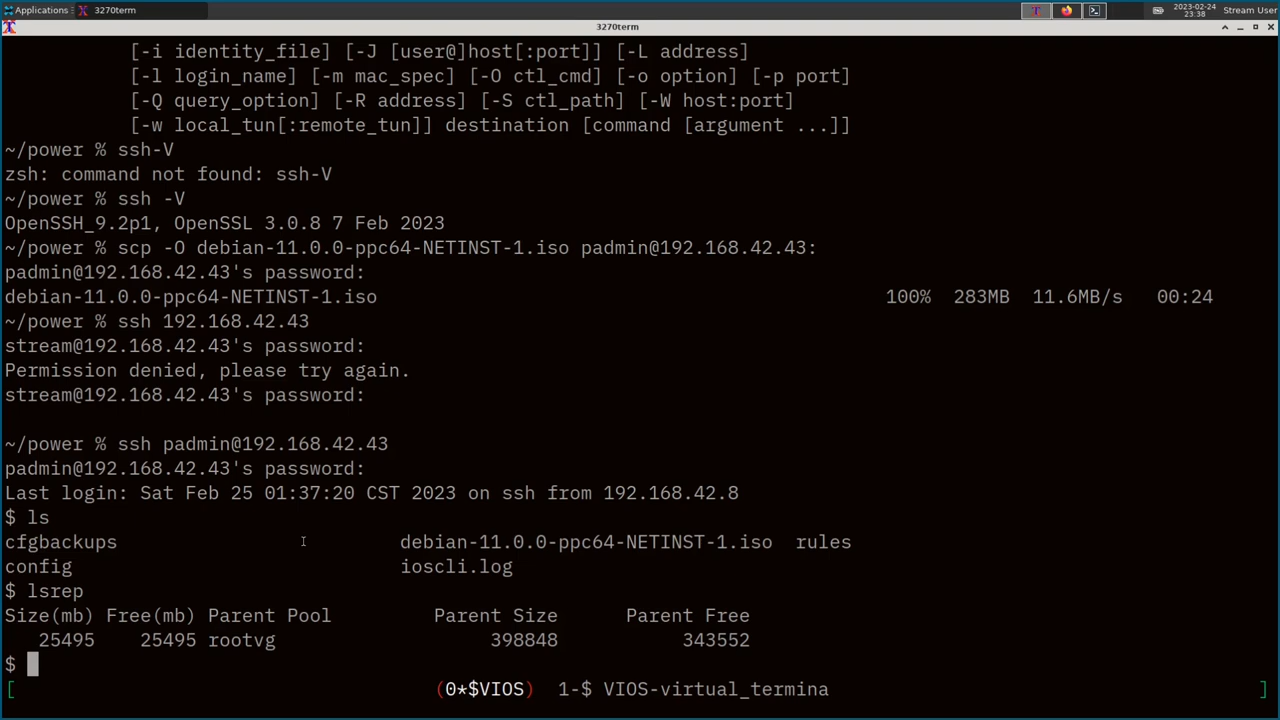 Applications
3270term
2023-02-24
23:38
Stream User
3270term
[-i identity_file] [-J [user@]host[:port]] [-L address]
[-l login_name] [-m mac_spec] [-O ctl_cmd] [-o option] [-p port]
[-Q query_option] [-R address] [-S ctl_path] [-W host:port]
[-w local_tun[:remote_tun]] destination [command [argument ...]]
~/power % ssh-V
zsh: command not found: ssh-V
~/power % ssh -V
OpenSSH_9.2p1, OpenSSL 3.0.8 7 Feb 2023
~/power % scp -O debian-11.0.0-ppc64-NETINST-1.iso padmin@192.168.42.43:
padmin@192.168.42.43's password:
debian-11.0.0-ppc64-NETINST-1.iso 100% 283MB 11.6MB/s 00:24
~/power % ssh 192.168.42.43
stream@192.168.42.43's password:
Permission denied, please try again.
stream@192.168.42.43's password:
~/power % ssh padmin@192.168.42.43
padmin@192.168.42.43's password:
Last login: Sat Feb 25 01:37:20 CST 2023 on ssh from 192.168.42.8
$ ls
cfgbackups debian-11.0.0-ppc64-NETINST-1.iso rules
config ioscli.log
$ lsrep
Size(mb) Free(mb) Parent Pool Parent Size Parent Free
25495 25495 rootvg 398848 343552
$
[ (0*$VIOS) 1-$ VIOS-virtual_termina ]